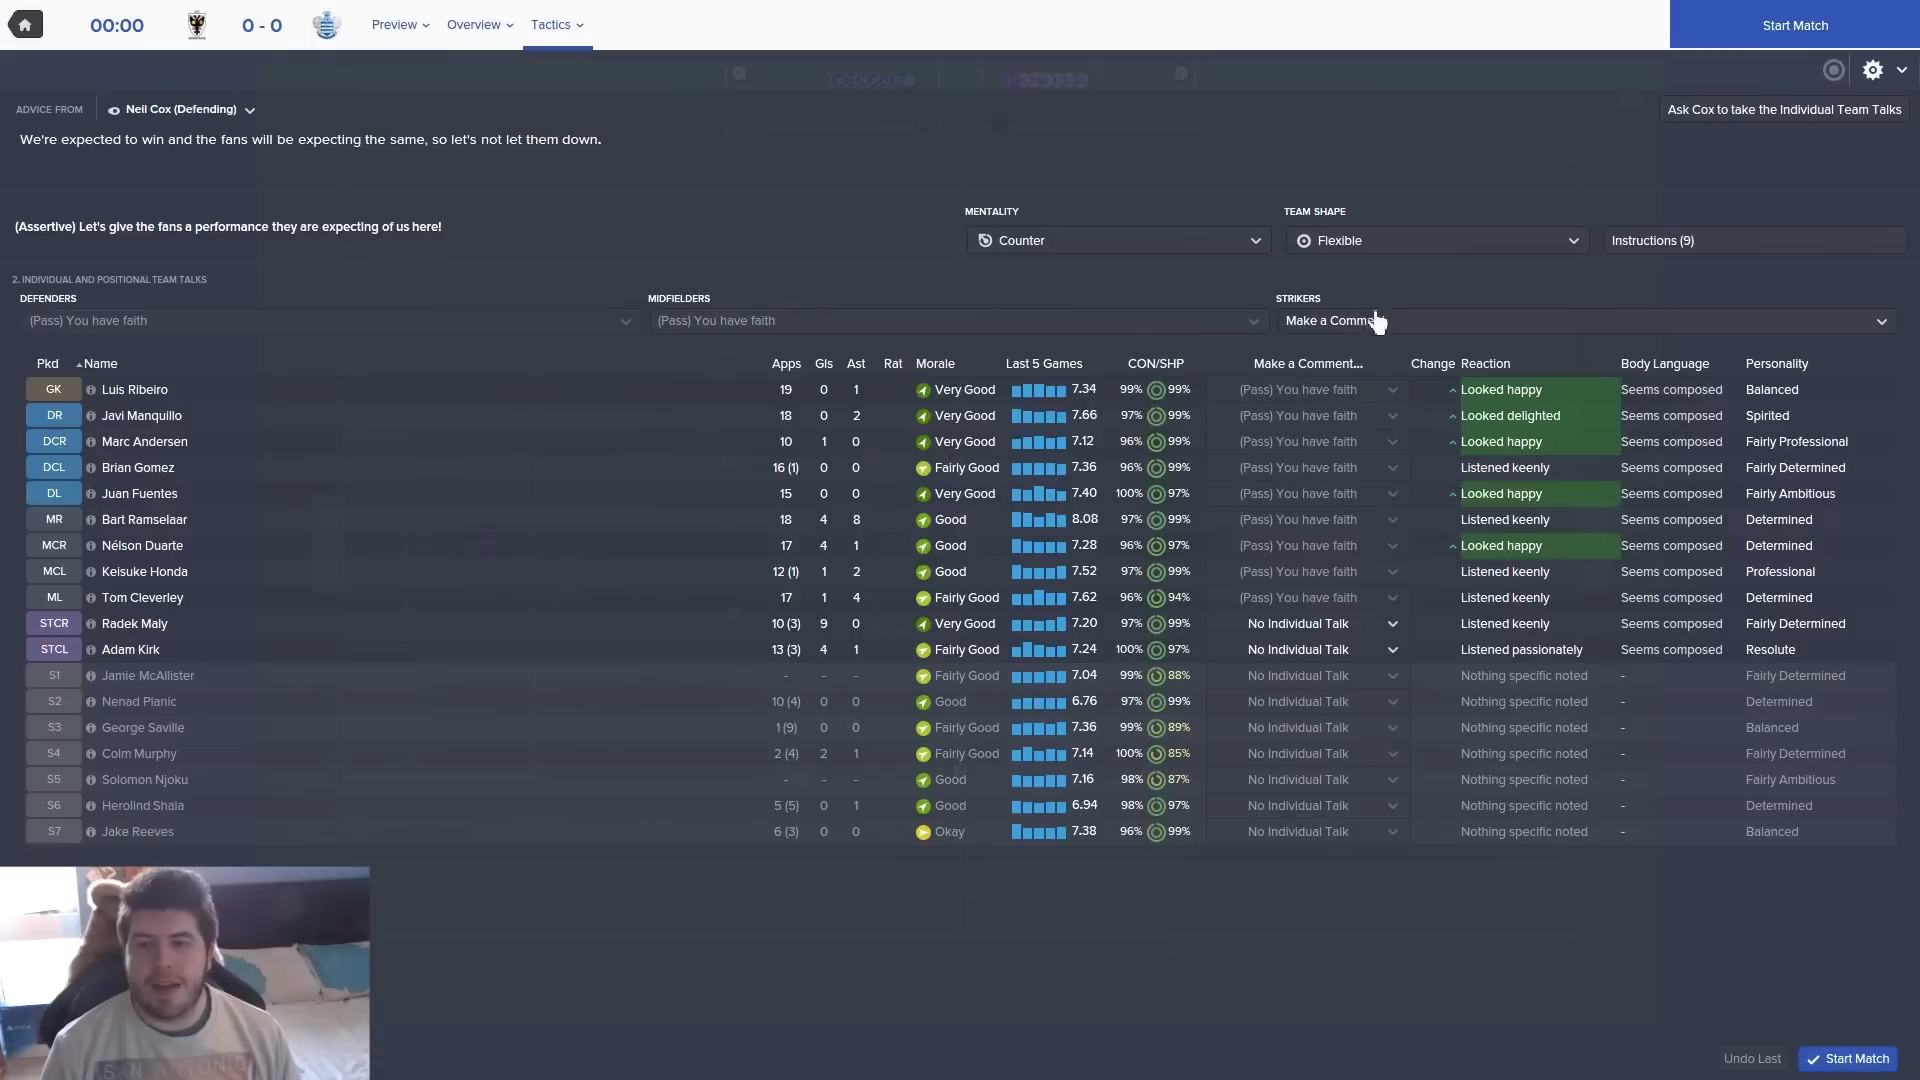 00:00 0 - 0 Preview Overview Tactics Start Match
ADVICE FROM Neil Cox (Defending) Ask Cox to take the Individual Team Talks
We're expected to win and the fans will be expecting the same, so let's not let them down.
MENTALITY TEAM SHAPE
(Assertive) Let's give the fans a performance they are expecting of us here!
Counter Flexible Instructions (9)
2. INDIVIDUAL AND POSITIONAL TEAM TALKS
DEFENDERS MIDFIELDERS STRIKERS
(Pass) You have faith (Pass) You have faith Make a Comme
Pkd Name Apps Gls Ast Rat Morale Last 5 Games CON/SHP Make a Comment... Change Reaction Body Language Personality
GK Luis Ribeiro 19 0 1 Very Good 7.34 99% 99% (Pass) You have faith Looked happy Seems composed Balanced
DR Javi Manquillo 18 0 2 Very Good 7.66 97% 99% (Pass) You have faith Looked delighted Seems composed Spirited
DCR Marc Andersen 10 1 0 Very Good 7.12 96% 99% (Pass) You have faith Looked happy Seems composed Fairly Professional
DCL Brian Gomez 16 (1) 0 0 Fairly Good 7.36 96% 99% (Pass) You have faith Listened keenly Seems composed Fairly Determined
DL Juan Fuentes 15 0 0 Very Good 7.40 100% 97% (Pass) You have faith Looked happy Seems composed Fairly Ambitious
MR Bart Ramselaar 18 4 8 Good 8.08 97% 99% (Pass) You have faith Listened keenly Seems composed Determined
MCR Nélson Duarte 17 4 1 Good 7.28 96% 97% (Pass) You have faith Looked happy Seems composed Determined
MCL Keisuke Honda 12 (1) 1 2 Good 7.52 97% 99% (Pass) You have faith Listened keenly Seems composed Professional
ML Tom Cleverley 17 1 4 Fairly Good 7.62 96% 94% (Pass) You have faith Listened keenly Seems composed Determined
STCR Radek Maly 10 (3) 9 0 Very Good 7.20 97% 99% No Individual Talk Listened keenly Seems composed Fairly Determined
STCL Adam Kirk 13 (3) 4 1 Fairly Good 7.24 100% 97% No Individual Talk Listened passionately Seems composed Resolute
S1 Jamie McAllister - - - Fairly Good 7.04 99% 88% No Individual Talk Nothing specific noted - Fairly Determined
S2 Nenad Planic 10 (4) 0 0 Good 6.76 97% 99% No Individual Talk Nothing specific noted - Determined
S3 George Saville 1 (9) 0 0 Fairly Good 7.36 99% 89% No Individual Talk Nothing specific noted - Balanced
S4 Colm Murphy 2 (4) 2 1 Fairly Good 7.14 100% 85% No Individual Talk Nothing specific noted - Fairly Determined
S5 Solomon Njoku - - - Good 7.16 98% 87% No Individual Talk Nothing specific noted - Fairly Ambitious
S6 Herolind Shala 5 (5) 0 1 Good 6.94 98% 97% No Individual Talk Nothing specific noted - Determined
S7 Jake Reeves 6 (3) 0 0 Okay 7.38 96% 99% No Individual Talk Nothing specific noted - Balanced
SAN ANTONIO
Undo Last Start Match